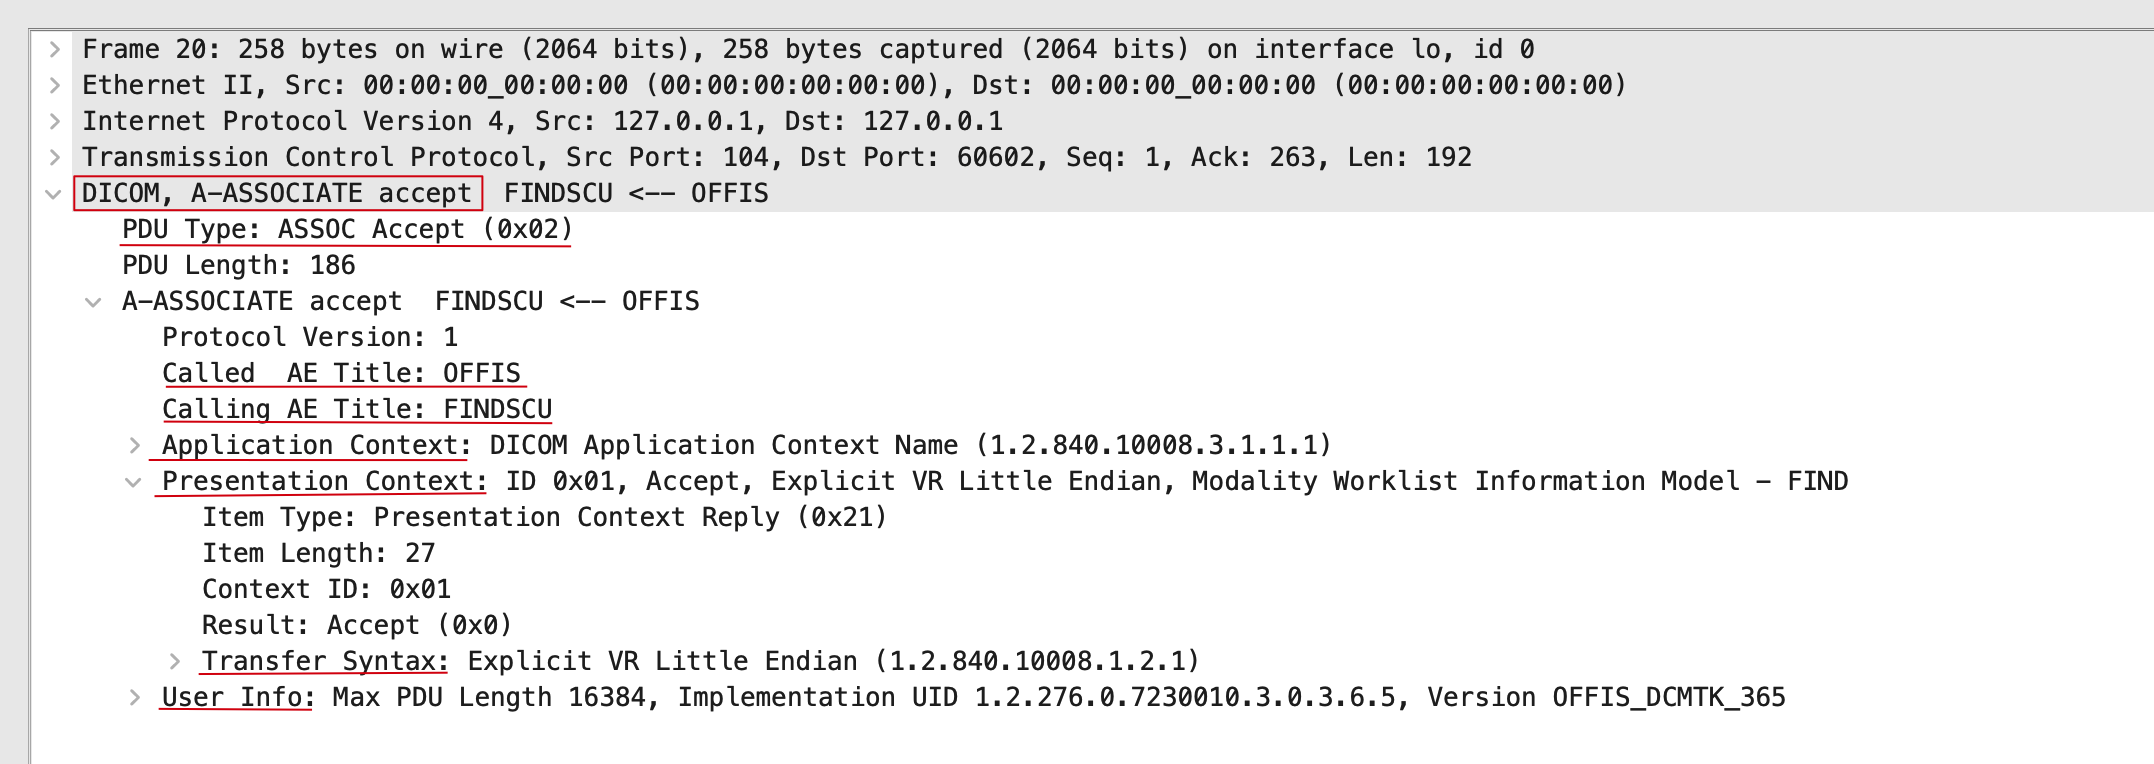 Frame 20: 258 bytes on wire (2064 bits), 258 bytes captured (2064 bits) on interface lo, id 0
Ethernet II, Src: 00:00:00_00:00:00 (00:00:00:00:00:00), Dst: 00:00:00_00:00:00 (00:00:00:00:00:00)
Internet Protocol Version 4, Src: 127.0.0.1, Dst: 127.0.0.1
Transmission Control Protocol, Src Port: 104, Dst Port: 60602, Seq: 1, Ack: 263, Len: 192
DICOM, A-ASSOCIATE accept  FINDSCU <-- OFFIS
PDU Type: ASSOC Accept (0x02)
PDU Length: 186
A-ASSOCIATE accept  FINDSCU <-- OFFIS
Protocol Version: 1
Called  AE Title: OFFIS
Calling AE Title: FINDSCU
Application Context: DICOM Application Context Name (1.2.840.10008.3.1.1.1)
Presentation Context: ID 0x01, Accept, Explicit VR Little Endian, Modality Worklist Information Model - FIND
Item Type: Presentation Context Reply (0x21)
Item Length: 27
Context ID: 0x01
Result: Accept (0x0)
Transfer Syntax: Explicit VR Little Endian (1.2.840.10008.1.2.1)
User Info: Max PDU Length 16384, Implementation UID 1.2.276.0.7230010.3.0.3.6.5, Version OFFIS_DCMTK_365